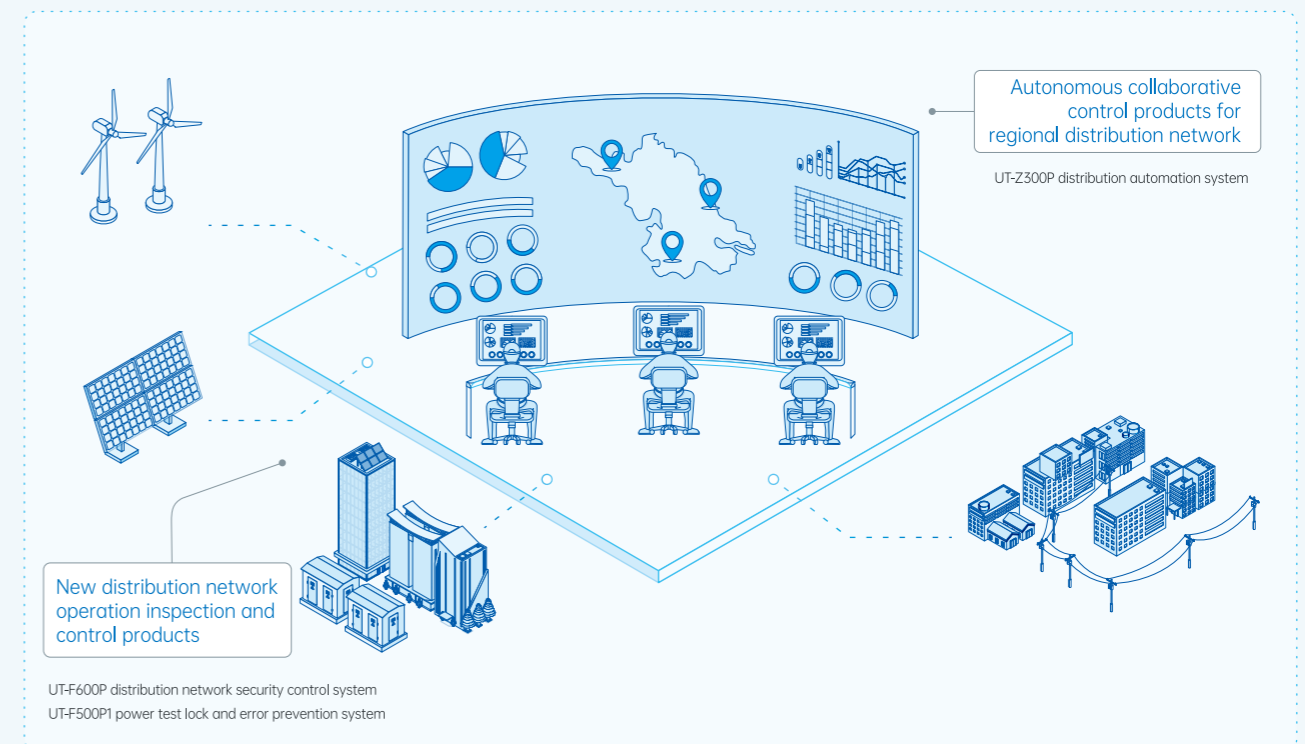 Autonomous collaborative
control products for
regional distribution network
UT-Z300P distribution automation system
New distribution network
operation inspection and
control products
UT-F600P distribution network security control system
UT-F500P1 power test lock and error prevention system